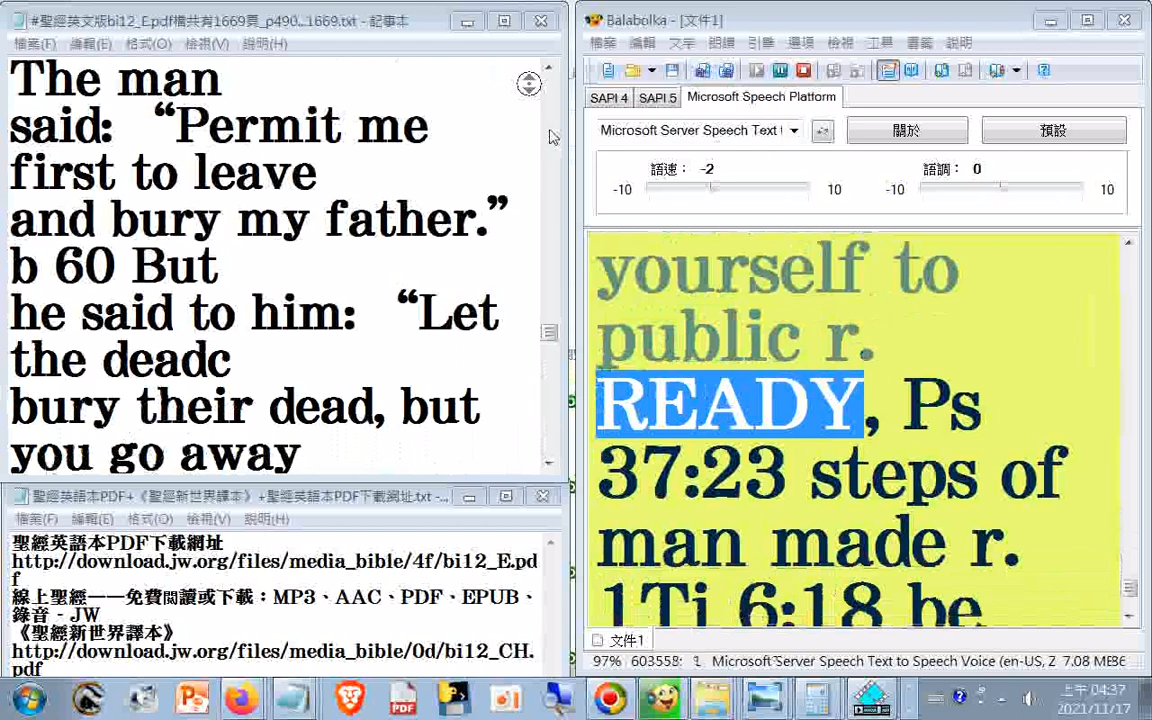 #聖經英文版bi12_E.pdf檔共有1669頁_p490...1669.txt - 記事本
檔案(F) 編輯(E) 格式(O) 檢視(V) 說明(H)
The man
said: “Permit me
first to leave
and bury my father.”
b 60 But
he said to him: “Let
the deadc
bury their dead, but
you go away
聖經英語本PDF+《聖經新世界譯本》+聖經英語本PDF下載網址.txt -...
檔案(F) 編輯(E) 格式(O) 檢視(V) 說明(H)
聖經英語本PDF下載網址
http://download.jw.org/files/media_bible/4f/bi12_E.pd
f
線上聖經——免費閱讀或下載：MP3、AAC、PDF、EPUB、
錄音 - JW
《聖經新世界譯本》
http://download.jw.org/files/media_bible/0d/bi12_CH.
pdf
Balabolka - [文件1]
檔案 編輯 文字 朗讀 引擎 選項 檢視 工具 書籤 說明
SAPI 4 SAPI 5 Microsoft Speech Platform
Microsoft Server Speech Text 關於 預設
語速： -2 語調： 0
-10 10 -10 10
yourself to
public r.
READY, Ps
37:23 steps of
man made r.
1Ti 6:18 be
文件1
97% Microsoft Server Speech Text to Speech Voice (en-US, Z 7.08 МБ
上午 04:37
2021/11/17